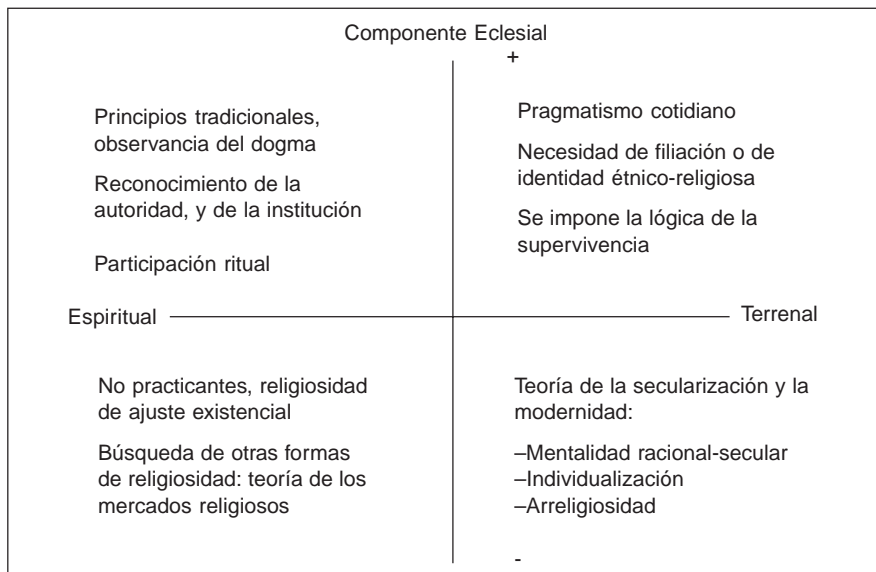 Componente Eclesial
+
Principios tradicionales,
observancia del dogma
Reconocimiento de la
autoridad, y de la institución
Participación ritual
Pragmatismo cotidiano
Necesidad de filiación o de
identidad étnico-religiosa
Se impone la lógica de la
supervivencia
Espiritual
Terrenal
No practicantes, religiosidad
de ajuste existencial
Búsqueda de otras formas
de religiosidad: teoría de los
mercados religiosos
Teoría de la secularización y la
modernidad:
–Mentalidad racional-secular
–Individualización
–Arreligiosidad
-